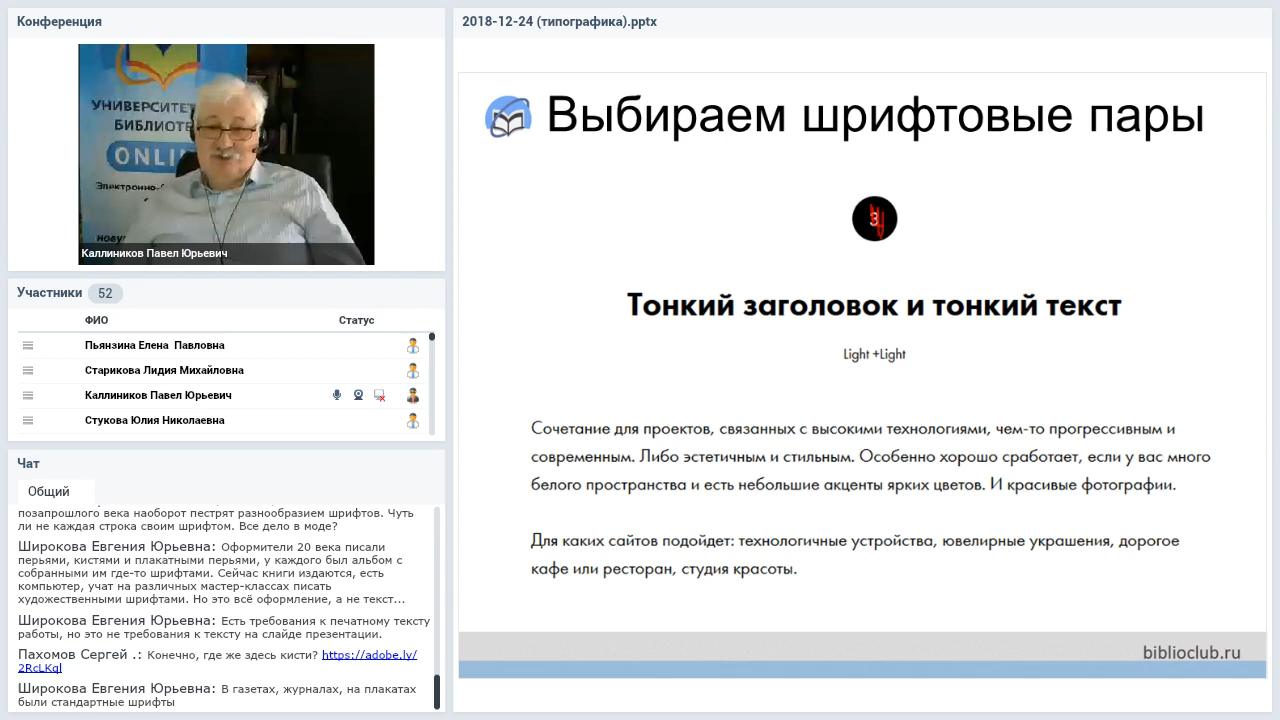 Конференция
УНИВЕРСИТЕТ
БИБЛИОТЕ
ONLI
Электронно-
новую
Каллиников Павел Юрьевич
Участники 52
ФИО Статус
Пьянзина Елена Павловна
Старикова Лидия Михайловна
Каллиников Павел Юрьевич
Стукова Юлия Николаевна
Чат
Общий
позапрошлого века наоборот пестрят разнообразием шрифтов. Чуть
ли не каждая строка своим шрифтом. Все дело в моде?
Широкова Евгения Юрьевна: Оформители 20 века писали
перьями, кистями и плакатными перьями, у каждого был альбом с
собранными им где-то шрифтами. Сейчас книги издаются, есть
компьютер, учат на различных мастер-классах писать
художественными шрифтами. Но это всё оформление, а не текст...
Широкова Евгения Юрьевна: Есть требования к печатному тексту
работы, но это не требования к тексту на слайде презентации.
Пахомов Сергей .: Конечно, где же здесь кисти? https://adobe.ly/
2RcLKql
Широкова Евгения Юрьевна: В газетах, журналах, на плакатах
были стандартные шрифты
2018-12-24 (типографика).pptx
Выбираем шрифтовые пары
3
Тонкий заголовок и тонкий текст
Light +Light
Сочетание для проектов, связанных с высокими технологиями, чем-то прогрессивным и
современным. Либо эстетичным и стильным. Особенно хорошо сработает, если у вас много
белого пространства и есть небольшие акценты ярких цветов. И красивые фотографии.
Для каких сайтов подойдет: технологичные устройства, ювелирные украшения, дорогое
кафе или ресторан, студия красоты.
biblioclub.ru